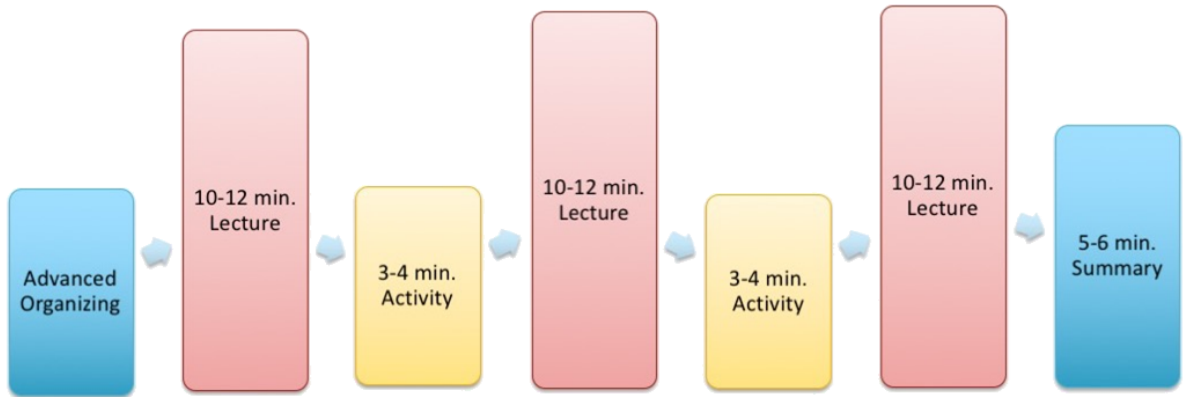 Advanced
Organizing
10-12 min.
Lecture
3-4 min.
Activity
10-12 min.
Lecture
3-4 min.
Activity
10-12 min.
Lecture
5-6 min.
Summary